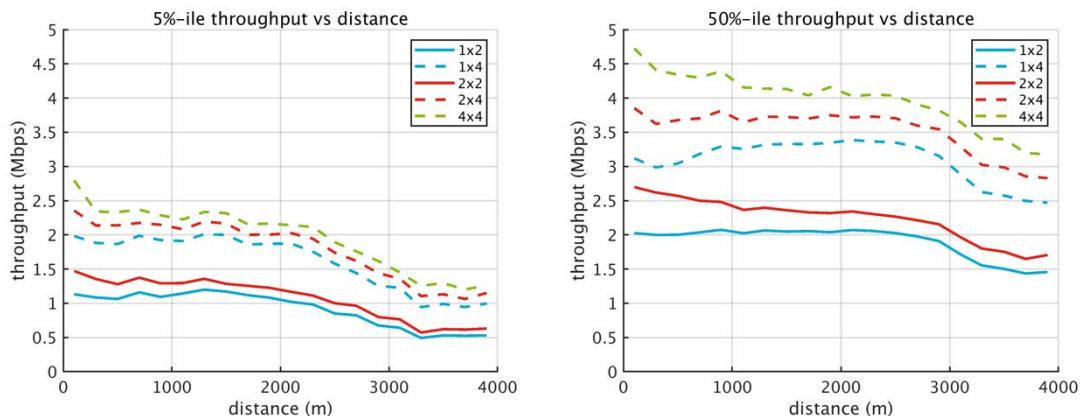 5%-ile throughput vs distance
5
4.5
4
3.5
3
2.5
2
1.5
1
0.5
0
throughput (Mbps)
0 1000 2000 3000 4000
distance (m)
1x2
1x4
2x2
2x4
4x4
50%-ile throughput vs distance
5
4.5
4
3.5
3
2.5
2
1.5
1
0.5
0
throughput (Mbps)
0 1000 2000 3000 4000
distance (m)
1x2
1x4
2x2
2x4
4x4